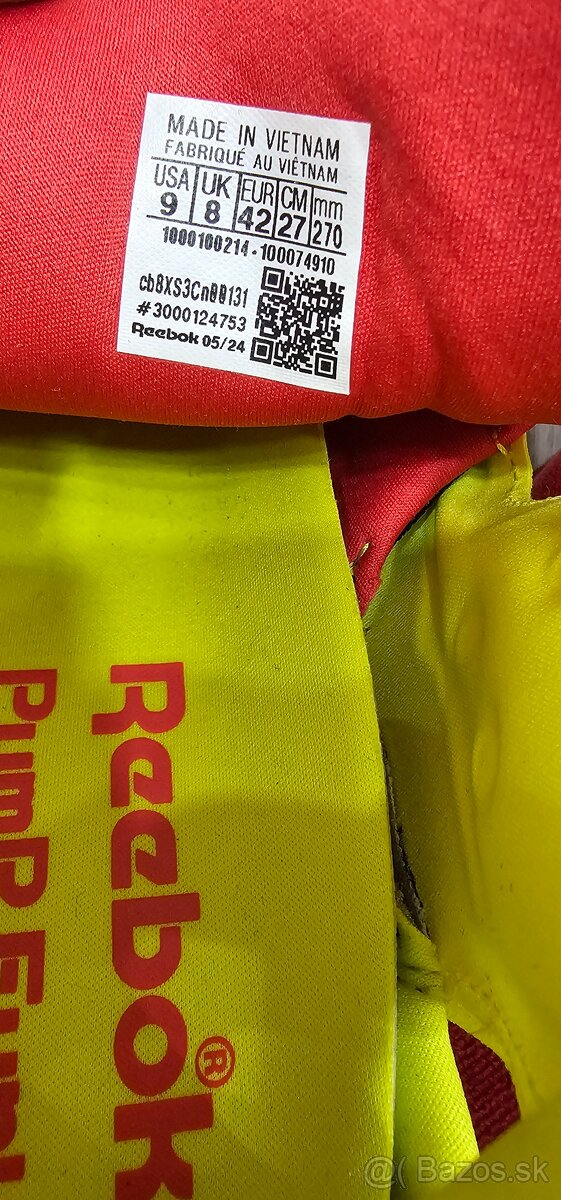 MADE IN VIETNAM
FABRIQUÉ AU VIÊTNAM
USA UK EUR CM mm
9 8 42 27 270
1000100214-100074910
cb8XS3Cn00131
#3000124753
Reebok 05/24
Reebok®
PumP
@( Bazos.sk